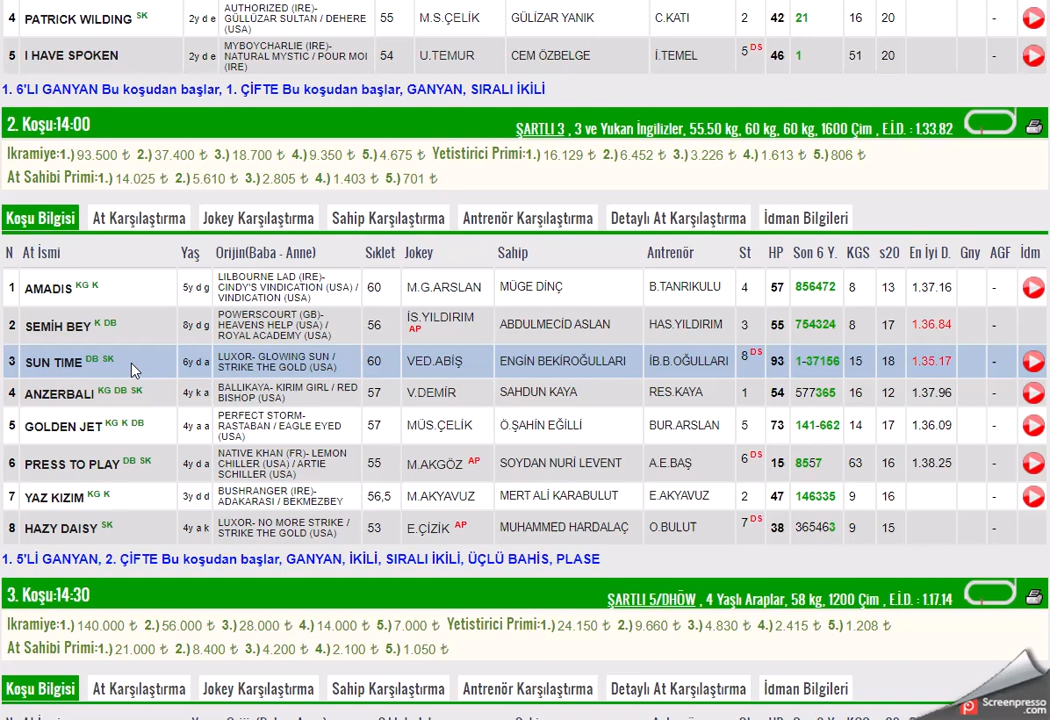 4 PATRICK WILDING SK 2y d e AUTHORIZED (IRE)- GÜLLÜZAR SULTAN / DEHERE (USA) 55 M.S.ÇELİK GÜLİZAR YANIK C.KATI 2 42 21 16 20 -
5 I HAVE SPOKEN 2y d e MYBOYCHARLIE (IRE)- NATURAL MYSTIC / POUR MOI (IRE) 54 U.TEMUR CEM ÖZBELGE İ.TEMEL 5 DS 46 1 51 20 -
1. 6'LI GANYAN Bu koşudan başlar, 1. ÇİFTE Bu koşudan başlar, GANYAN, SIRALI İKİLİ
2. Koşu:14:00 ŞARTLI 3 , 3 ve Yukarı İngilizler, 55.50 kg, 60 kg, 60 kg, 1600 Çim , E.İ.D. : 1.33.82
Ikramiye:1.) 93.500 ₺ 2.) 37.400 ₺ 3.) 18.700 ₺ 4.) 9.350 ₺ 5.) 4.675 ₺ Yetistirici Primi:1.) 16.129 ₺ 2.) 6.452 ₺ 3.) 3.226 ₺ 4.) 1.613 ₺ 5.) 806 ₺
At Sahibi Primi:1.) 14.025 ₺ 2.) 5.610 ₺ 3.) 2.805 ₺ 4.) 1.403 ₺ 5.) 701 ₺
Koşu Bilgisi At Karşılaştırma Jokey Karşılaştırma Sahip Karşılaştırma Antrenör Karşılaştırma Detaylı At Karşılaştırma İdman Bilgileri
N At İsmi Yaş Orijin(Baba - Anne) Sıklet Jokey Sahip Antrenör St HP Son 6 Y. KGS s20 En İyi D. Gny AGF İdm
1 AMADIS KG K 5y d g LILBOURNE LAD (IRE)- CINDY'S VINDICATION (USA) / VINDICATION (USA) 60 M.G.ARSLAN MÜGE DİNÇ B.TANRIKULU 4 57 856472 8 13 1.37.16 -
2 SEMİH BEY K DB 8y d g POWERSCOURT (GB)- HEAVENS HELP (USA) / ROYAL ACADEMY (USA) 56 İS.YILDIRIM AP ABDULMECİD ASLAN HAS.YILDIRIM 3 55 754324 8 17 1.36.84 -
3 SUN TIME DB SK 6y d a LUXOR- GLOWING SUN / STRIKE THE GOLD (USA) 60 VED.ABİŞ ENGİN BEKİROĞULLARI İB.B.OĞULLARI 8 DS 93 1-37156 15 18 1.35.17 -
4 ANZERBALI KG DB SK 4y k a BALLIKAYA- KIRIM GIRL / RED BISHOP (USA) 57 V.DEMİR SAHDUN KAYA RES.KAYA 1 54 577365 16 12 1.37.96 -
5 GOLDEN JET KG K DB 4y a a PERFECT STORM- RASTABAN / EAGLE EYED (USA) 57 MÜS.ÇELİK Ö.ŞAHİN EĞİLLİ BUR.ARSLAN 5 73 141-662 14 17 1.36.09 -
6 PRESS TO PLAY DB SK 4y d a NATIVE KHAN (FR)- LEMON CHILLER (USA) / ARTIE SCHILLER (USA) 55 M.AKGÖZ AP SOYDAN NURİ LEVENT A.E.BAŞ 6 DS 15 8557 63 16 1.38.25 -
7 YAZ KIZIM KG K 3y d d BUSHRANGER (IRE)- ADAKARASI / BEKMEZBEY 56,5 M.AKYAVUZ MERT ALİ KARABULUT E.AKYAVUZ 2 47 146335 9 16 -
8 HAZY DAISY SK 4y a k LUXOR- NO MORE STRIKE / STRIKE THE GOLD (USA) 53 E.ÇİZİK AP MUHAMMED HARDALAÇ O.BULUT 7 DS 38 365463 9 15 -
1. 5'Lİ GANYAN, 2. ÇİFTE Bu koşudan başlar, GANYAN, İKİLİ, SIRALI İKİLİ, ÜÇLÜ BAHİS, PLASE
3. Koşu:14:30 ŞARTLI 5/DHÖW , 4 Yaşlı Araplar, 58 kg, 1200 Çim , E.İ.D. : 1.17.14
Ikramiye:1.) 140.000 ₺ 2.) 56.000 ₺ 3.) 28.000 ₺ 4.) 14.000 ₺ 5.) 7.000 ₺ Yetistirici Primi:1.) 24.150 ₺ 2.) 9.660 ₺ 3.) 4.830 ₺ 4.) 2.415 ₺ 5.) 1.208 ₺
At Sahibi Primi:1.) 21.000 ₺ 2.) 8.400 ₺ 3.) 4.200 ₺ 4.) 2.100 ₺ 5.) 1.050 ₺
Koşu Bilgisi At Karşılaştırma Jokey Karşılaştırma Sahip Karşılaştırma Antrenör Karşılaştırma Detaylı At Karşılaştırma İdman Bilgileri
Screenpresso .com